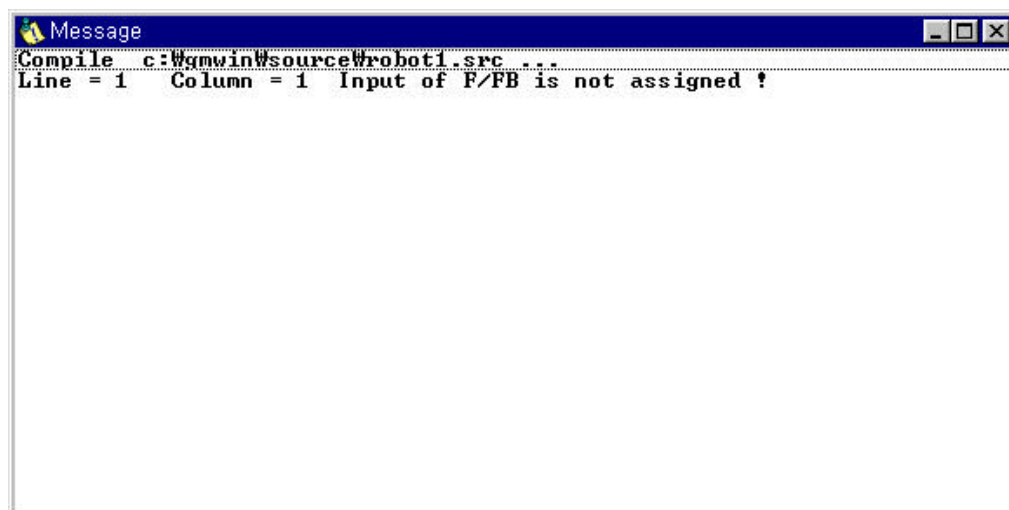 Message
Compile c:₩gmwin₩source₩robot1.src ...
Line = 1 Column = 1 Input of F/FB is not assigned !